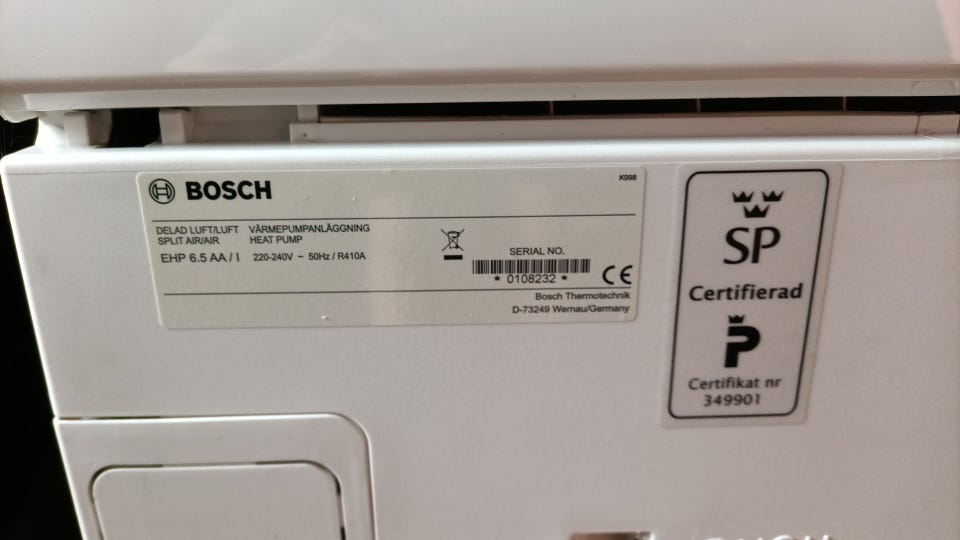 BOSCH
K998
DELAD LUFT/LUFT VÄRMEPUMPANLÄGGNING
SPLIT AIR/AIR HEAT PUMP
EHP 6.5 AA / I 220-240V ~ 50Hz / R410A
SERIAL NO.
* 0108232 *
CE
Bosch Thermotechnik
D-73249 Wernau/Germany
SP
Certifierad
P
Certifikat nr
349901